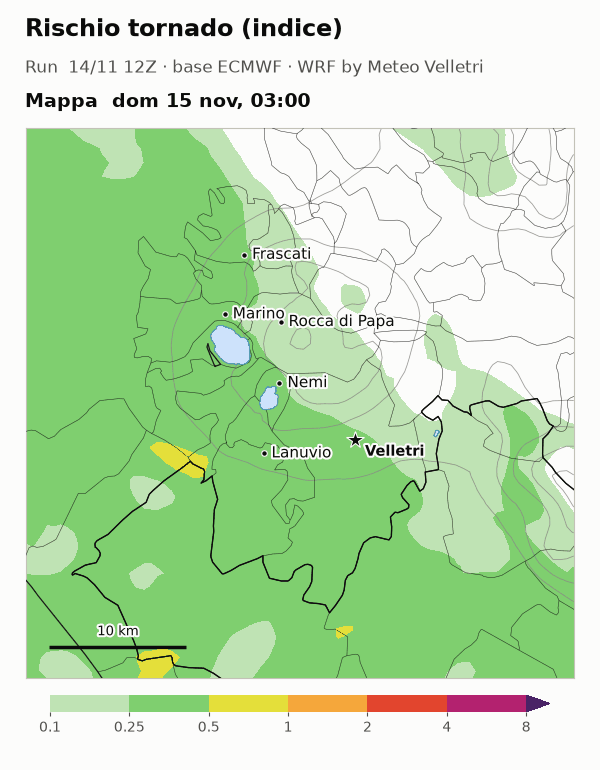 Rischio tornado (indice)
Run  14/11 12Z · base ECMWF · WRF by Meteo Velletri
Mappa  dom 15 nov, 03:00
Frascati
Marino
Rocca di Papa
Nemi
Velletri
Lanuvio
10 km
0.1 0.25 0.5 1 2 4 8